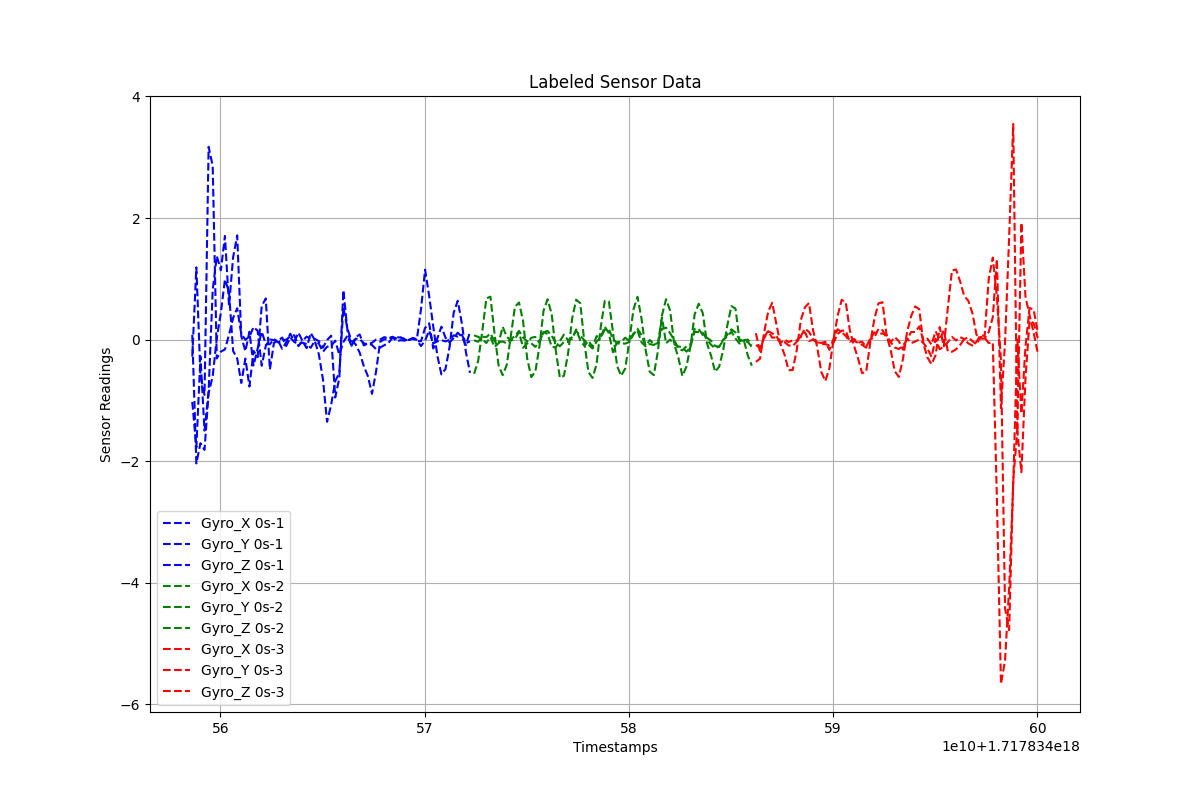 Labeled Sensor Data
4
2
0
−2
−4
−6
Sensor Readings
Gyro_X 0s-1
Gyro_Y 0s-1
Gyro_Z 0s-1
Gyro_X 0s-2
Gyro_Y 0s-2
Gyro_Z 0s-2
Gyro_X 0s-3
Gyro_Y 0s-3
Gyro_Z 0s-3
56 57 58 59 60
Timestamps
1e10+1.717834e18